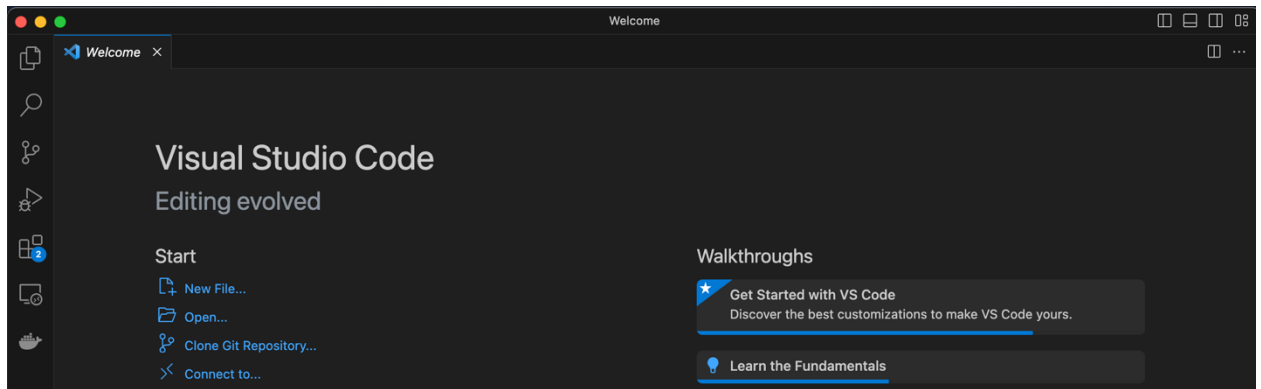 Welcome
Welcome
Visual Studio Code
Editing evolved
Start
New File...
Open...
Clone Git Repository...
Connect to...
2
Walkthroughs
Get Started with VS Code
Discover the best customizations to make VS Code yours.
Learn the Fundamentals